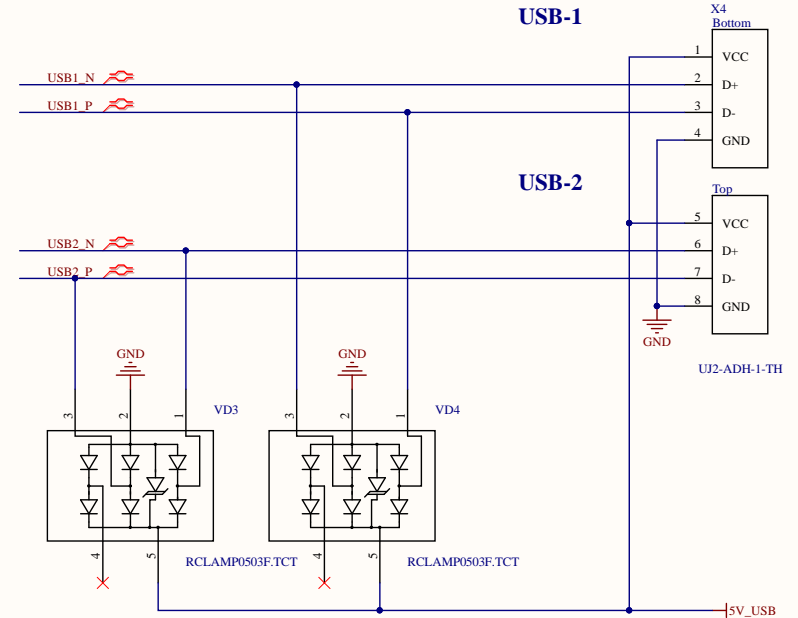 USB-1
X4
Bottom
1 VCC
USB1_N
2 D+
USB1_P
3 D-
4 GND
USB-2
Top
5 VCC
USB2_N
6 D+
USB2_P
7 D-
8 GND
GND
GND
GND
UJ2-ADH-1-TH
3
2
1
VD3
3
2
1
VD4
4
5
RCLAMP0503F.TCT
4
5
RCLAMP0503F.TCT
5V_USB